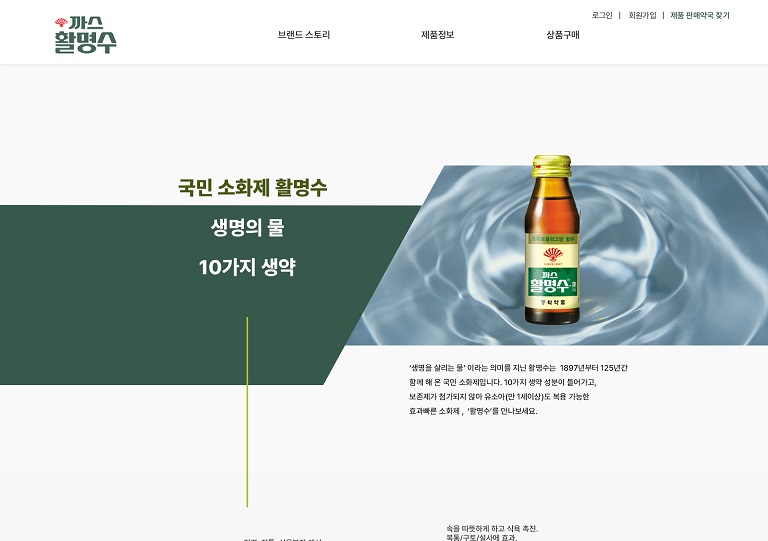 까스
활명수
로그인 | 회원가입 | 제품 판매약국 찾기
브랜드 스토리
제품정보
상품구매
국민 소화제 활명수
생명의 물
10가지 생약
까스
활명수
동화약품
'생명을 살리는 물' 이라는 의미를 지닌 활명수는 1897년부터 125년간
함께 해 온 국민 소화제입니다. 10가지 생약 성분이 들어가고,
보존제가 첨가되지 않아 유소아(만 1세이상)도 복용 가능한
효과빠른 소화제 , '활명수'를 만나보세요.
속을 따뜻하게 하고 식욕 촉진.
복통/구토/설사에 효과.